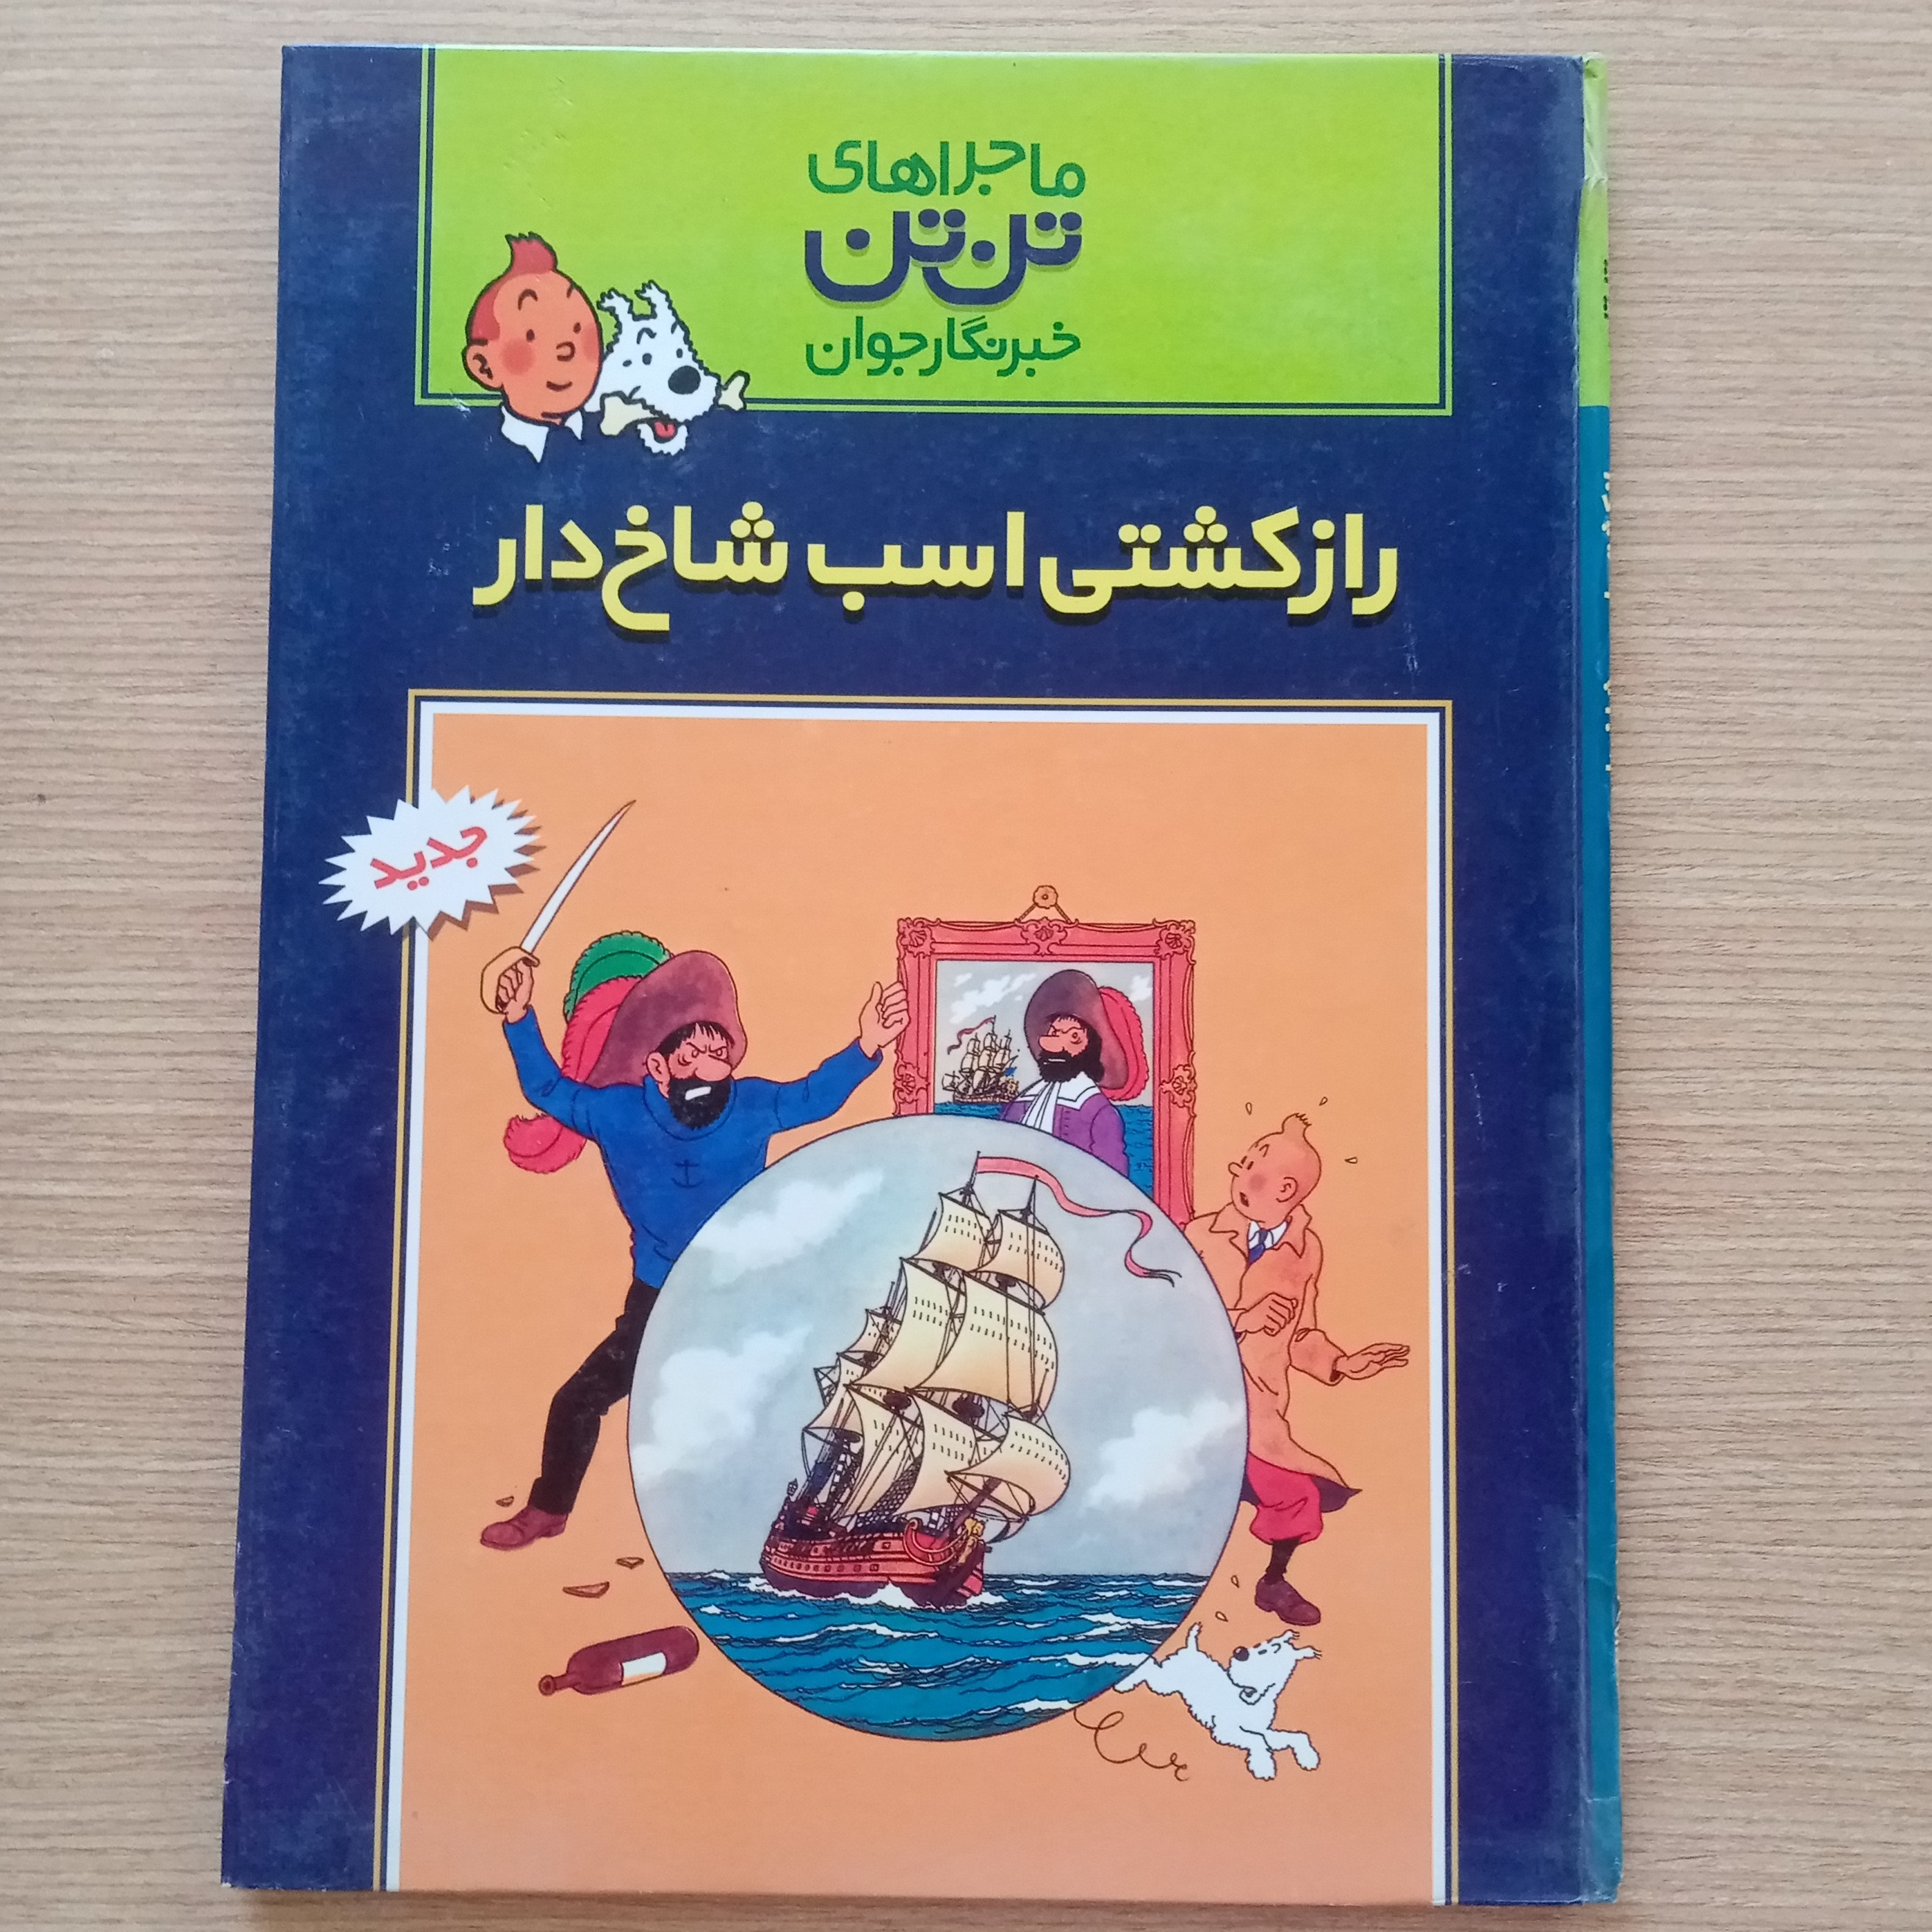 ماجراهای
تن‌تن
خبرنگار جوان
راز کشتی اسب شاخ‌دار
جدید